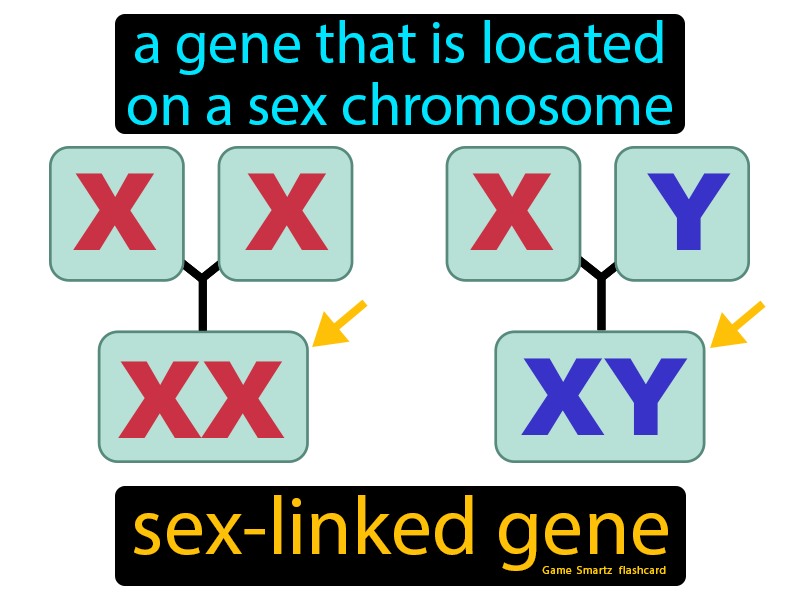 a gene that is located
on a sex chromosome
X X X Y
XX XY
sex-linked gene
Game Smartz flashcard